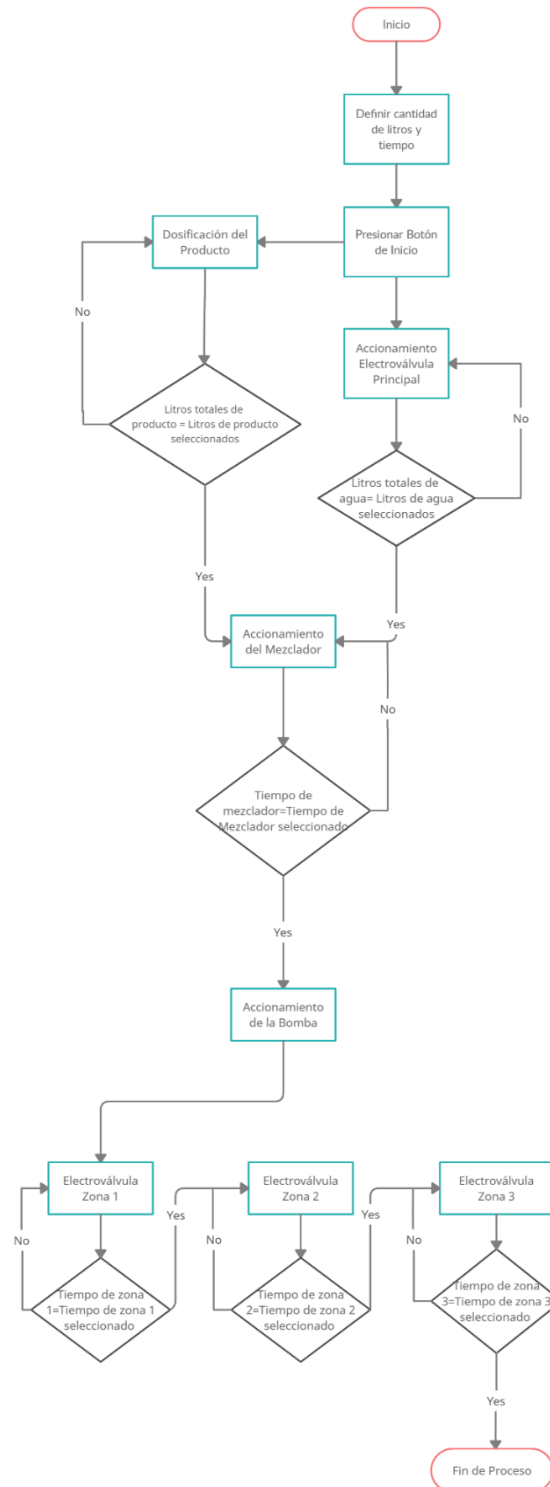 Inicio
Definir cantidad
de litros y
tiempo
Dosificación del
Producto
Presionar Botón
de Inicio
No
Accionamiento
Electroválvula
Principal
No
Litros totales de
producto = Litros de producto
seleccionados
Litros totales de
agua= Litros de agua
seleccionados
Yes
Yes
Accionamiento
del Mezclador
No
Tiempo de
mezclador=Tiempo de
Mezclador seleccionado
Yes
Accionamiento
de la Bomba
Electroválvula
Zona 1
Yes
Electroválvula
Zona 2
Yes
Electroválvula
Zona 3
No
No
No
Tiempo de zona
1=Tiempo de zona 1
seleccionado
Tiempo de zona
2=Tiempo de zona 2
seleccionado
Tiempo de zona
3=Tiempo de zona 3
seleccionado
Yes
Fin de Proceso